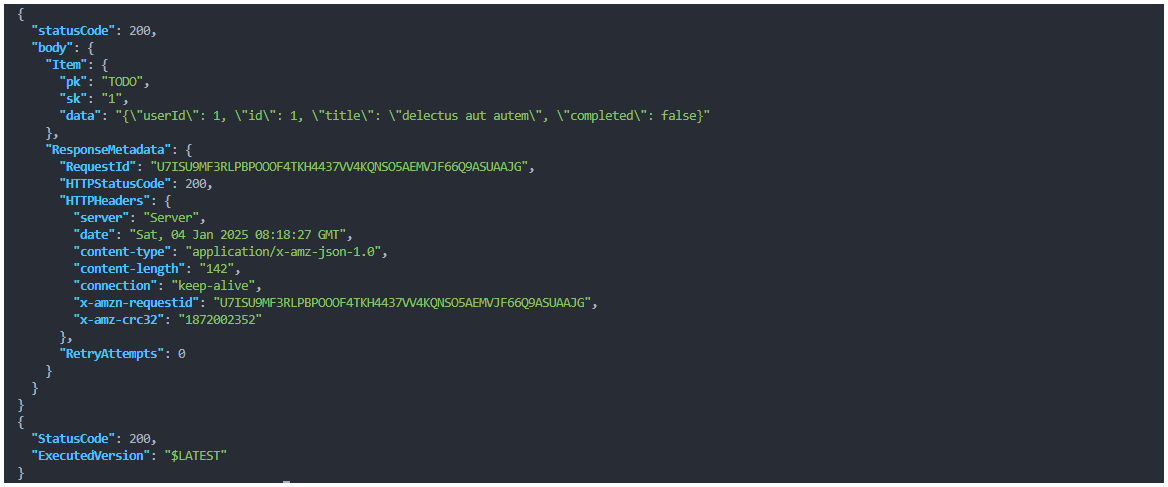 {
"statusCode": 200,
"body": {
"Item": {
"pk": "TODO",
"sk": "1",
"data": "{\"userId\": 1, \"id\": 1, \"title\": \"delectus aut autem\", \"completed\": false}"
},
"ResponseMetadata": {
"RequestId": "U7ISU9MF3RLPBPOOOF4TKH4437VV4KQNSO5AEMVJF66Q9ASUAAJG",
"HTTPStatusCode": 200,
"HTTPHeaders": {
"server": "Server",
"date": "Sat, 04 Jan 2025 08:18:27 GMT",
"content-type": "application/x-amz-json-1.0",
"content-length": "142",
"connection": "keep-alive",
"x-amzn-requestid": "U7ISU9MF3RLPBPOOOF4TKH4437VV4KQNSO5AEMVJF66Q9ASUAAJG",
"x-amz-crc32": "1872002352"
},
"RetryAttempts": 0
}
}
}
{
"StatusCode": 200,
"ExecutedVersion": "$LATEST"
}